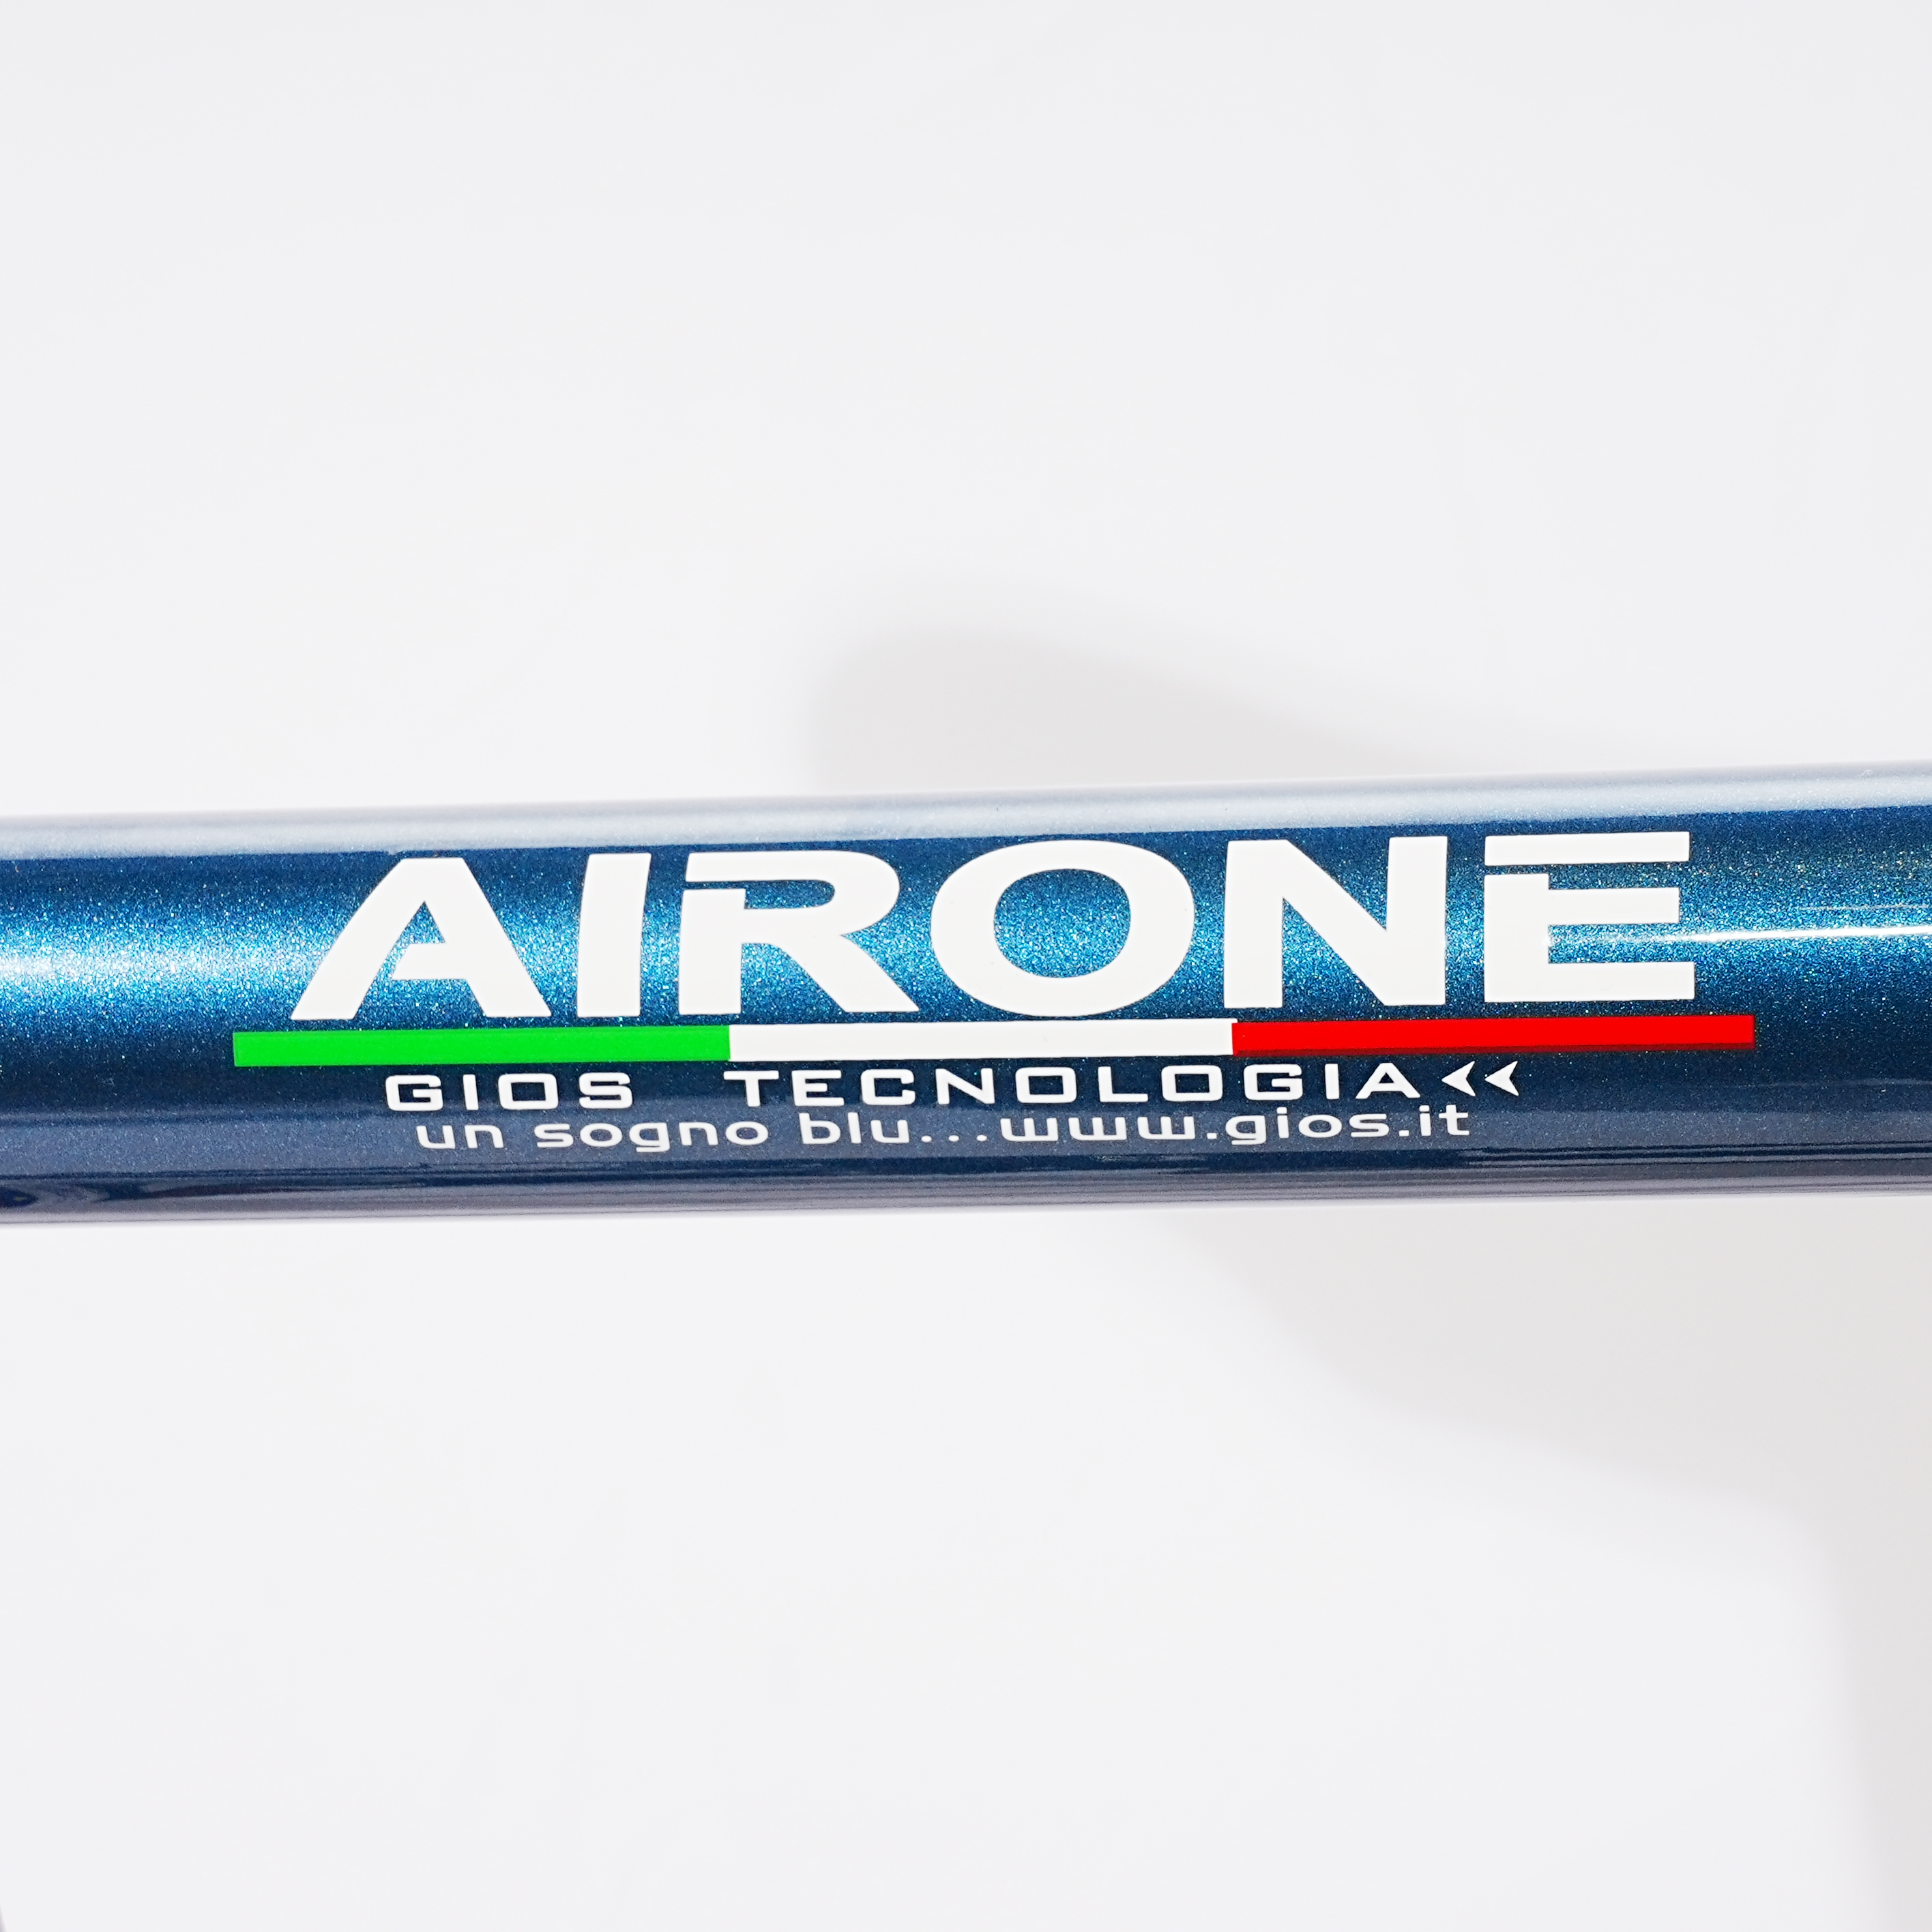 AIRONE
GIOS TECNOLOGIA
un sogno blu...www.gios.it